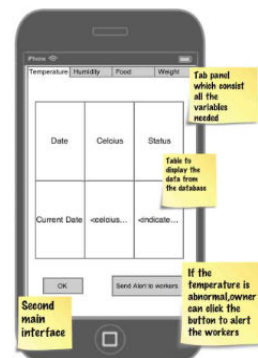 iPhone
Temperature Humidity Food Weight
Tab panel
which consist
all the
variables
needed
Date Celcius Status
Table to
display the
data from
the database
Current Date <celcius... <indicate...
OK Send Alert to workers
If the
temperature is
abnormal,owner
can click the
button to alert
the workers
Second
main
interface